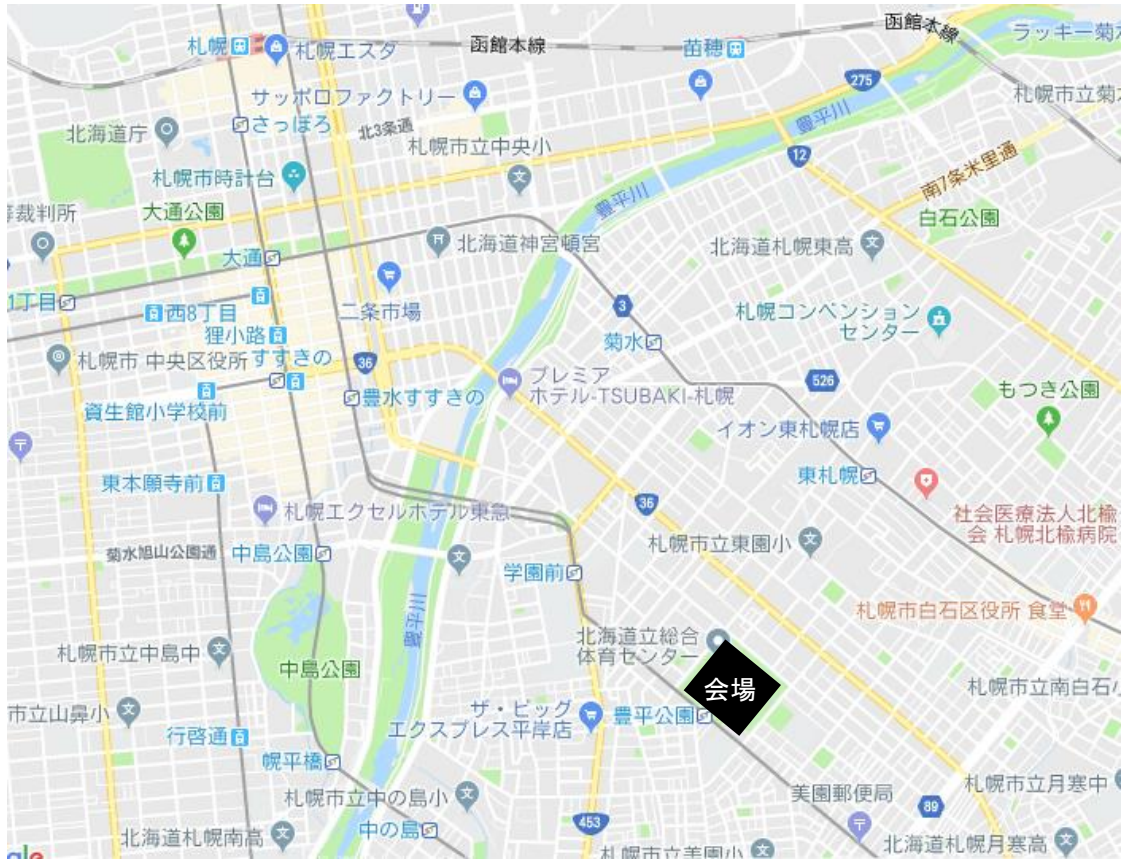 函館本線
函館本線
ラッキー菊水
札幌
札幌エスタ
苗穂
275
サッポロファクトリー
豊平川
札幌市立菊水
北海道庁
さっぽろ
北3条通
札幌市立中央小
12
南7条米里通
札幌市時計台
豊平川
等裁判所
大通公園
白石公園
北海道神宮頓宮
北海道札幌東高
大通
1丁目
西8丁目
二条市場
3
札幌コンベンション
センター
狸小路
菊水
札幌市 中央区役所
すすきの
36
プレミア
ホテル-TSUBAKI-札幌
526
もつき公園
資生館小学校前
豊水すすきの
イオン東札幌店
東本願寺前
東札幌
36
札幌エクセルホテル東急
社会医療法人北楡
会 札幌北楡病院
菊水旭山公園通
中島公園
札幌市立東園小
学園前
豊平川
札幌市白石区役所 食堂
北海道立総合
体育センター
札幌市立中島中
中島公園
会場
札幌市立南白石小
市立山鼻小
ザ・ビッグ
エクスプレス平岸店
豊平公園
行啓通
幌平橋
札幌市立中の島小
美園郵便局
札幌市立月寒中
89
北海道札幌南高
中の島
453
札幌市立美園小
北海道札幌月寒高
gle